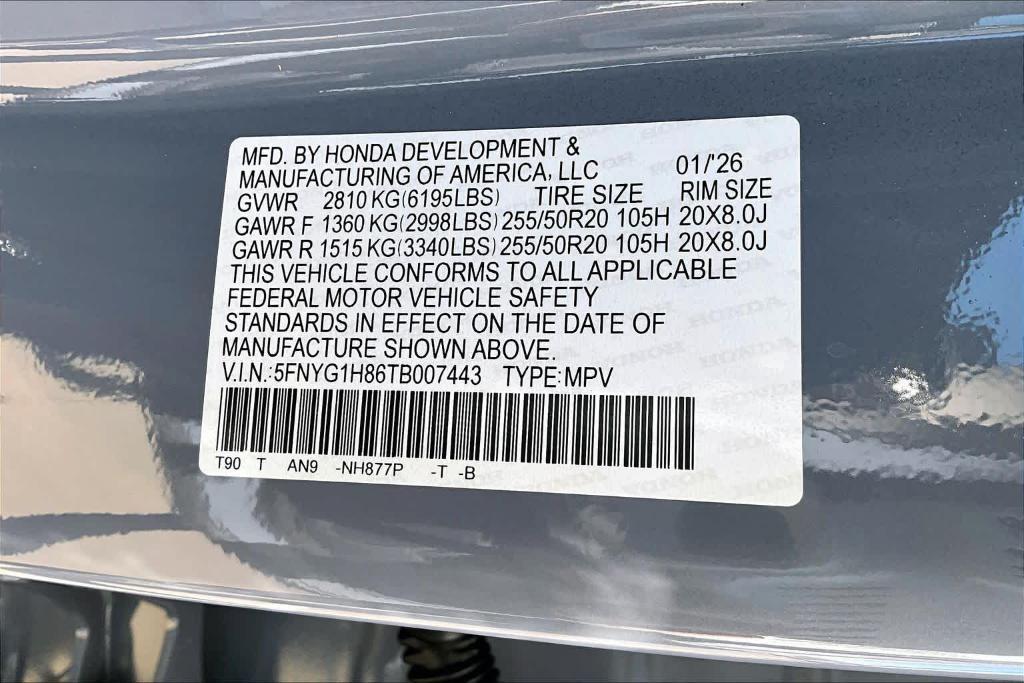 MFD. BY HONDA DEVELOPMENT &
MANUFACTURING OF AMERICA, LLC 01/'26
GVWR 2810 KG(6195LBS) TIRE SIZE RIM SIZE
GAWR F 1360 KG(2998LBS) 255/50R20 105H 20X8.0J
GAWR R 1515 KG(3340LBS) 255/50R20 105H 20X8.0J
THIS VEHICLE CONFORMS TO ALL APPLICABLE
FEDERAL MOTOR VEHICLE SAFETY
STANDARDS IN EFFECT ON THE DATE OF
MANUFACTURE SHOWN ABOVE.
V.I.N.:5FNYG1H86TB007443 TYPE:MPV
T90 T AN9 -NH877P -T -B